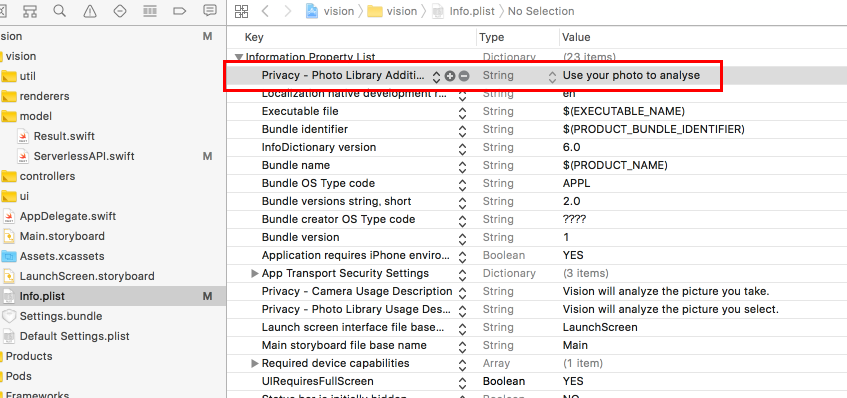 vision > vision > Info.plist > No Selection
sion M
vision
util
renderers
model
Result.swift
ServerlessAPI.swift M
controllers
ui
AppDelegate.swift
Main.storyboard
Assets.xcassets
LaunchScreen.storyboard
Info.plist M
Settings.bundle
Default Settings.plist
Products
Pods
Frameworks
Key Type Value
Information Property List Dictionary (23 items)
Privacy - Photo Library Additi... String Use your photo to analyse
Localization native development r... String en
Executable file String $(EXECUTABLE_NAME)
Bundle identifier String $(PRODUCT_BUNDLE_IDENTIFIER)
InfoDictionary version String 6.0
Bundle name String $(PRODUCT_NAME)
Bundle OS Type code String APPL
Bundle versions string, short String 2.0
Bundle creator OS Type code String ????
Bundle version String 1
Application requires iPhone enviro... Boolean YES
App Transport Security Settings Dictionary (3 items)
Privacy - Camera Usage Description String Vision will analyze the picture you take.
Privacy - Photo Library Usage Des... String Vision will analyze the picture you select.
Launch screen interface file base... String LaunchScreen
Main storyboard file base name String Main
Required device capabilities Array (1 item)
UIRequiresFullScreen Boolean YES
Status bar is initially hidden Boolean NO